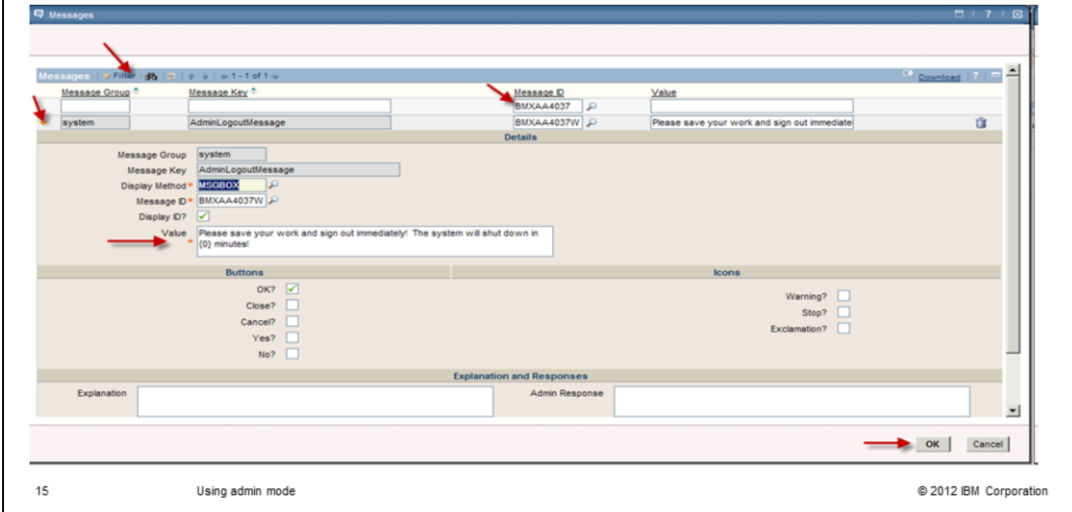 Messages
Messages Filter 1 - 1 of 1 Download ?
Message Group Message Key Message ID Value
BMXAA4037
system AdminLogoutMessage BMXAA4037W Please save your work and sign out immediate
Details
Message Group system
Message Key AdminLogoutMessage
Display Method * MSGBOX
Message ID * BMXAA4037W
Display ID?
Value * Please save your work and sign out immediately! The system will shut down in
{0} minutes!
Buttons Icons
OK?
Close?
Cancel?
Yes?
No?
Warning?
Stop?
Exclamation?
Explanation and Responses
Explanation Admin Response
OK Cancel
15 Using admin mode © 2012 IBM Corporation